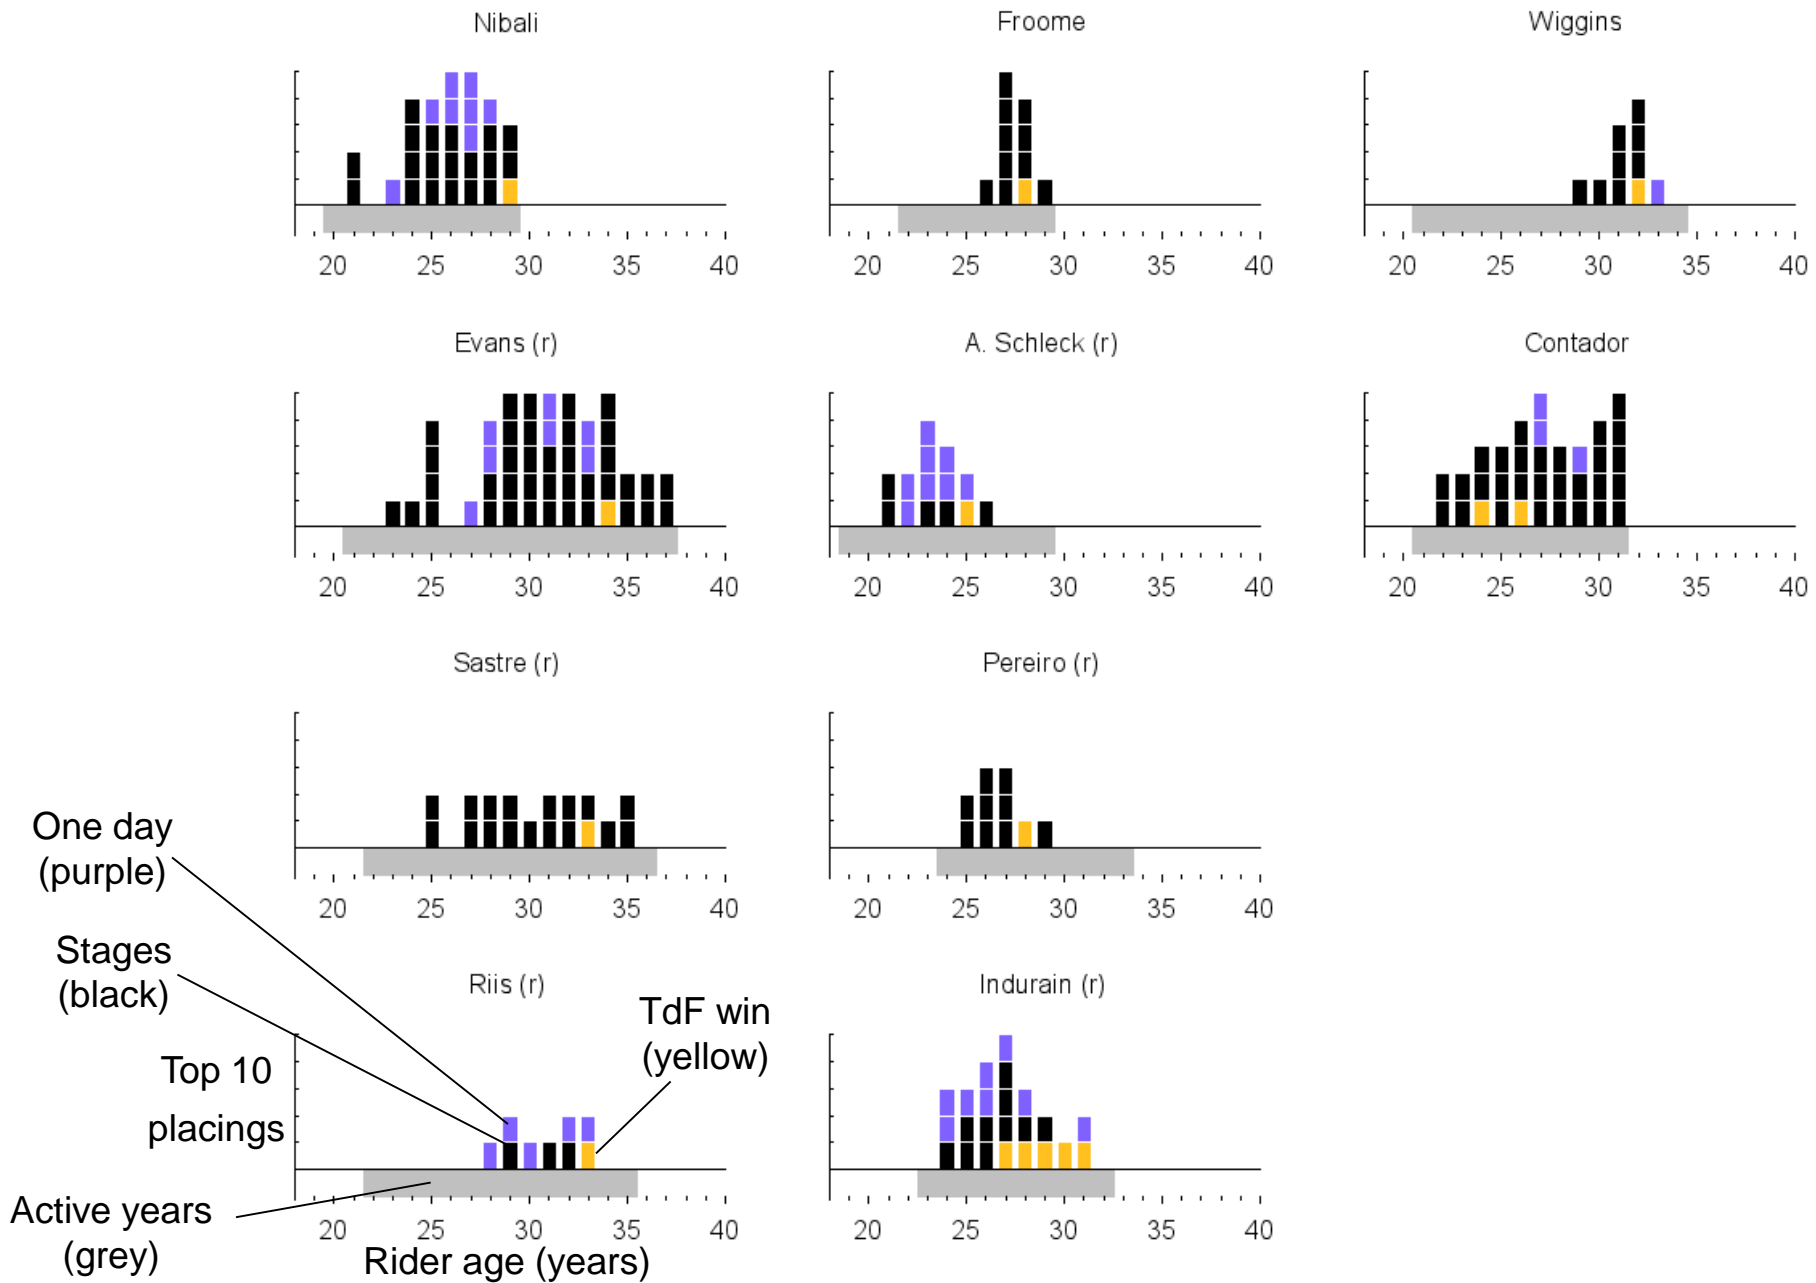 Nibali
Froome
Wiggins
20 25 30 35 40
20 25 30 35 40
20 25 30 35 40
Evans (r)
A. Schleck (r)
Contador
20 25 30 35 40
20 25 30 35 40
20 25 30 35 40
Sastre (r)
Pereiro (r)
One day
(purple)
20 25 30 35 40
20 25 30 35 40
Stages
(black)
Riis (r)
Indurain (r)
TdF win
(yellow)
Top 10
placings
Active years
(grey)
20 25 30 35 40
20 25 30 35 40
Rider age (years)